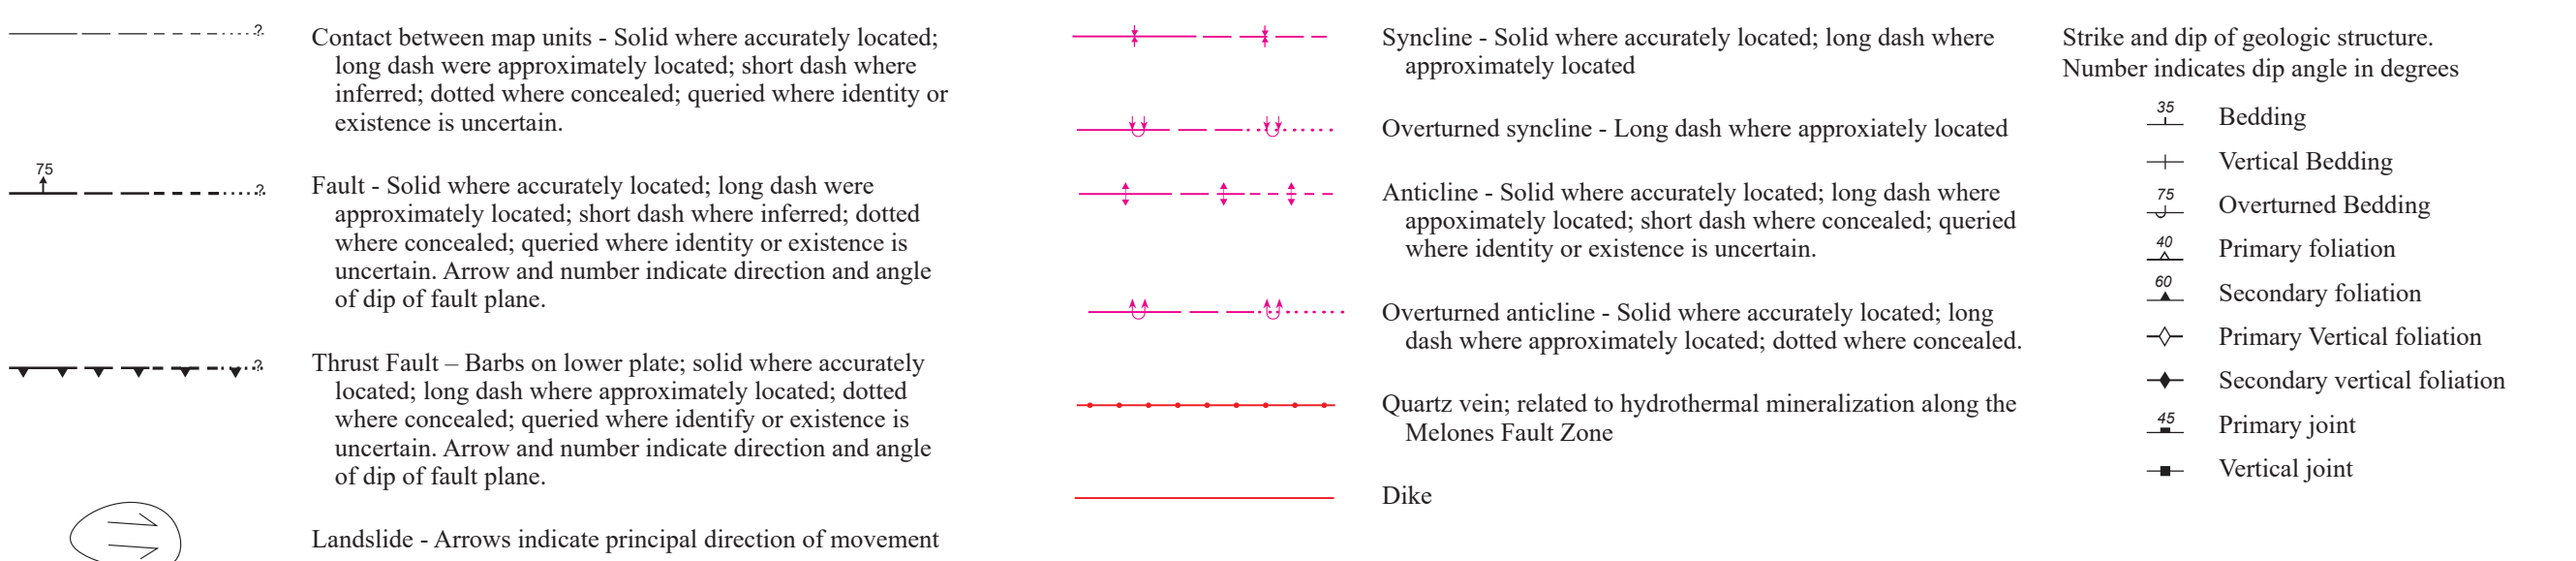 ?
Contact between map units - Solid where accurately located;
long dash were approximately located; short dash where
inferred; dotted where concealed; queried where identity or
existence is uncertain.
75
?
Fault - Solid where accurately located; long dash were
approximately located; short dash where inferred; dotted
where concealed; queried where identity or existence is
uncertain. Arrow and number indicate direction and angle
of dip of fault plane.
?
Thrust Fault – Barbs on lower plate; solid where accurately
located; long dash where approximately located; dotted
where concealed; queried where identify or existence is
uncertain. Arrow and number indicate direction and angle
of dip of fault plane.
Landslide - Arrows indicate principal direction of movement
Syncline - Solid where accurately located; long dash where
approximately located
Overturned syncline - Long dash where approxiately located
Anticline - Solid where accurately located; long dash where
appoximately located; short dash where concealed; queried
where identity or existence is uncertain.
Overturned anticline - Solid where accurately located; long
dash where approximately located; dotted where concealed.
Quartz vein; related to hydrothermal mineralization along the
Melones Fault Zone
Dike
Strike and dip of geologic structure.
Number indicates dip angle in degrees
35 Bedding
Vertical Bedding
75 Overturned Bedding
40 Primary foliation
60 Secondary foliation
Primary Vertical foliation
Secondary vertical foliation
45 Primary joint
Vertical joint